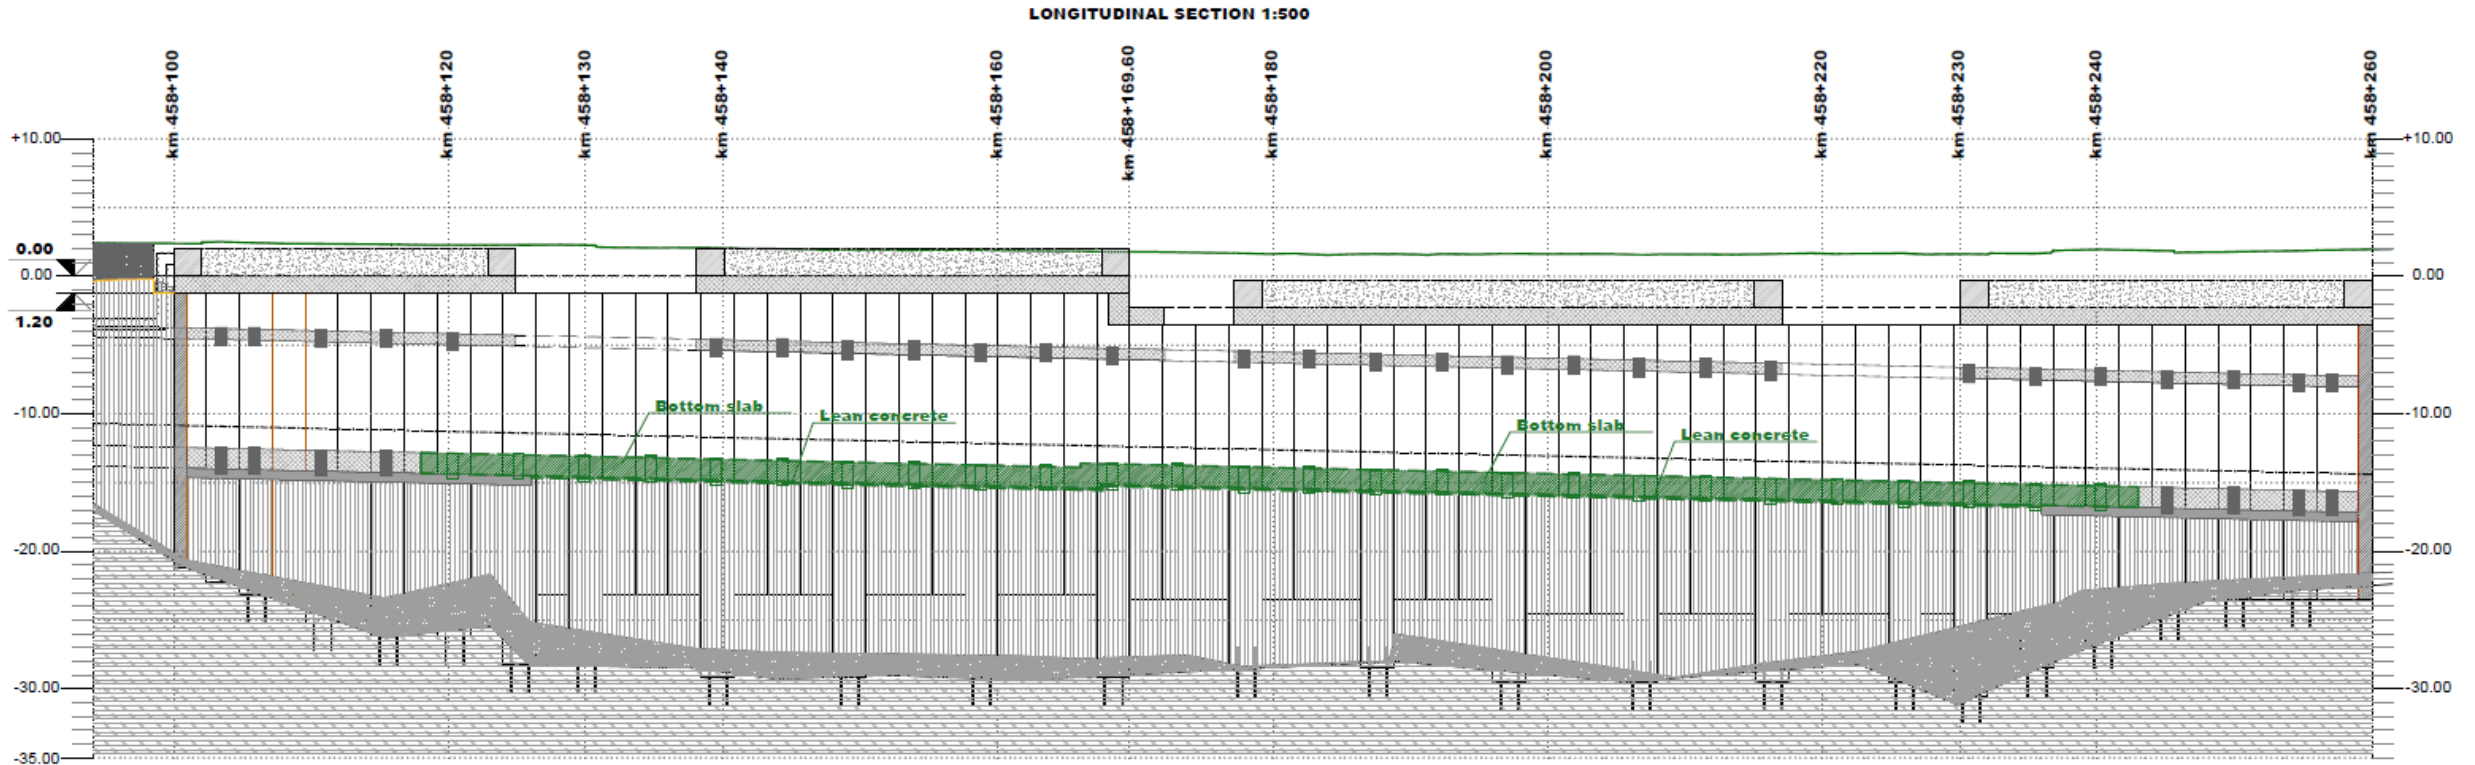 LONGITUDINAL SECTION 1:500
km 458+100
km 458+120
km 458+130
km 458+140
km 458+160
km 458+169.60
km 458+180
km 458+200
km 458+220
km 458+230
km 458+240
km 458+260
+10.00
+10.00
0.00
0.00
0.00
1.20
-10.00
-10.00
Bottom slab
Lean concrete
Bottom slab
Lean concrete
-20.00
-20.00
-30.00
-30.00
-35.00